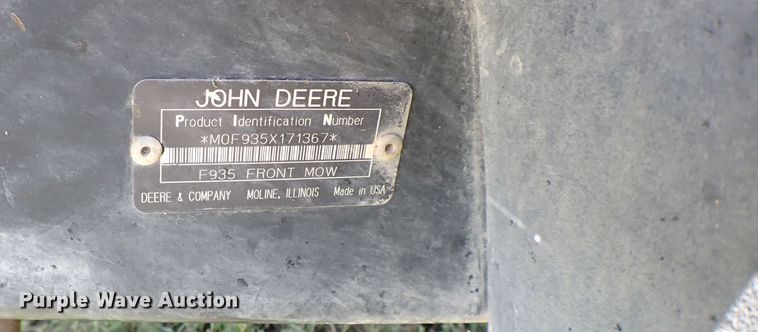 JOHN DEERE
Product Identification Number
*M0F935X171367*
F935 FRONT MOW
DEERE & COMPANY MOLINE, ILLINOIS Made in USA
Purple Wave Auction